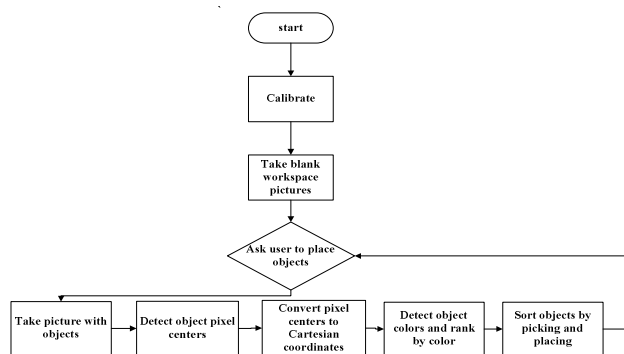 start
Calibrate
Take blank
workspace
pictures
Ask user to place
objects
Take picture with
objects
Detect object pixel
centers
Convert pixel
centers to
Cartesian
coordinates
Detect object
colors and rank
by color
Sort objects by
picking and
placing